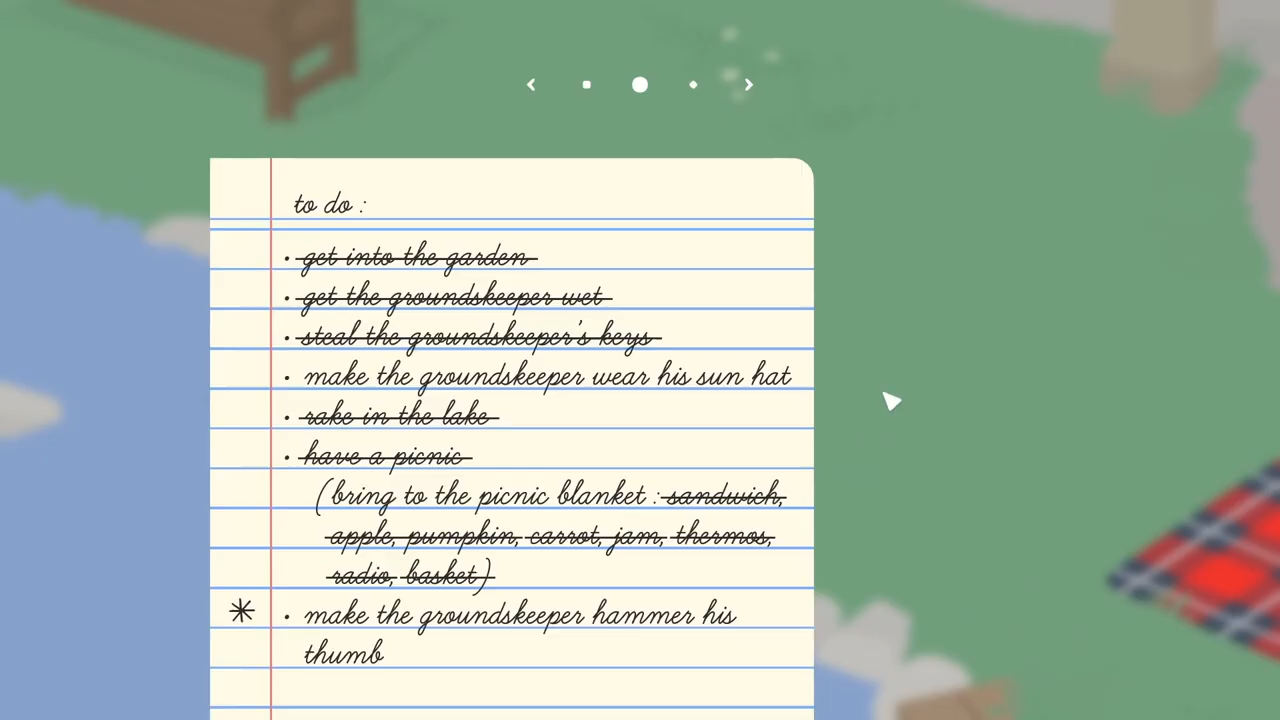 to do :
• get into the garden
• get the groundskeeper wet
• steal the groundskeeper's keys
• make the groundskeeper wear his sun hat
• rake in the lake
• have a picnic
(bring to the picnic blanket : sandwich,
apple, pumpkin, carrot, jam, thermos,
radio, basket)
* • make the groundskeeper hammer his
thumb